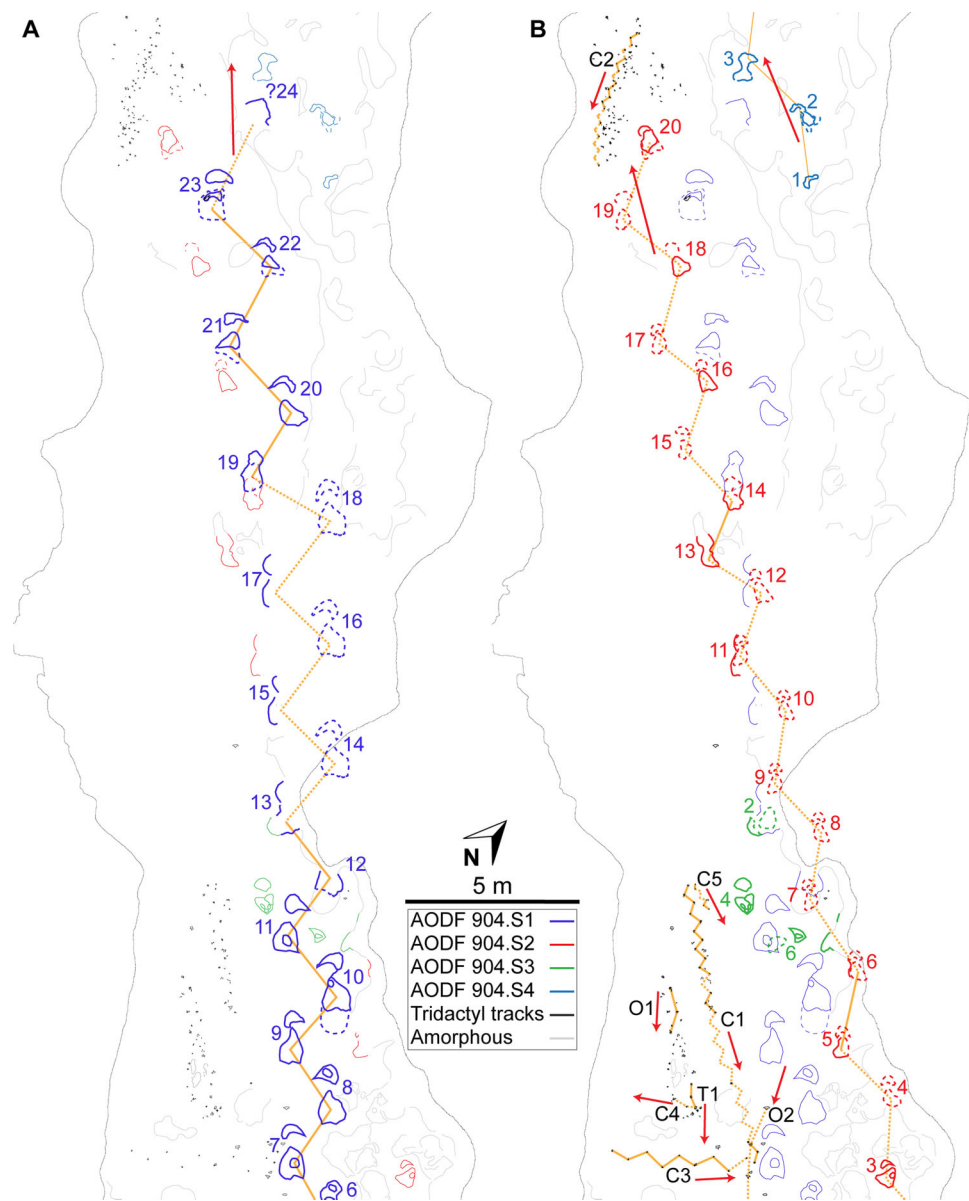 A
?24
23
22
21
20
19
18
17
16
15
14
13
12
11
10
9
8
7
6
N
5 m
AODF 904.S1
AODF 904.S2
AODF 904.S3
AODF 904.S4
Tridactyl tracks
Amorphous
B
C2
3
2
20
1
19
18
17
16
15
14
13
12
11
10
9
2
8
C5
7
4
6
6
O1
C1
5
4
T1
C4
O2
C3
3